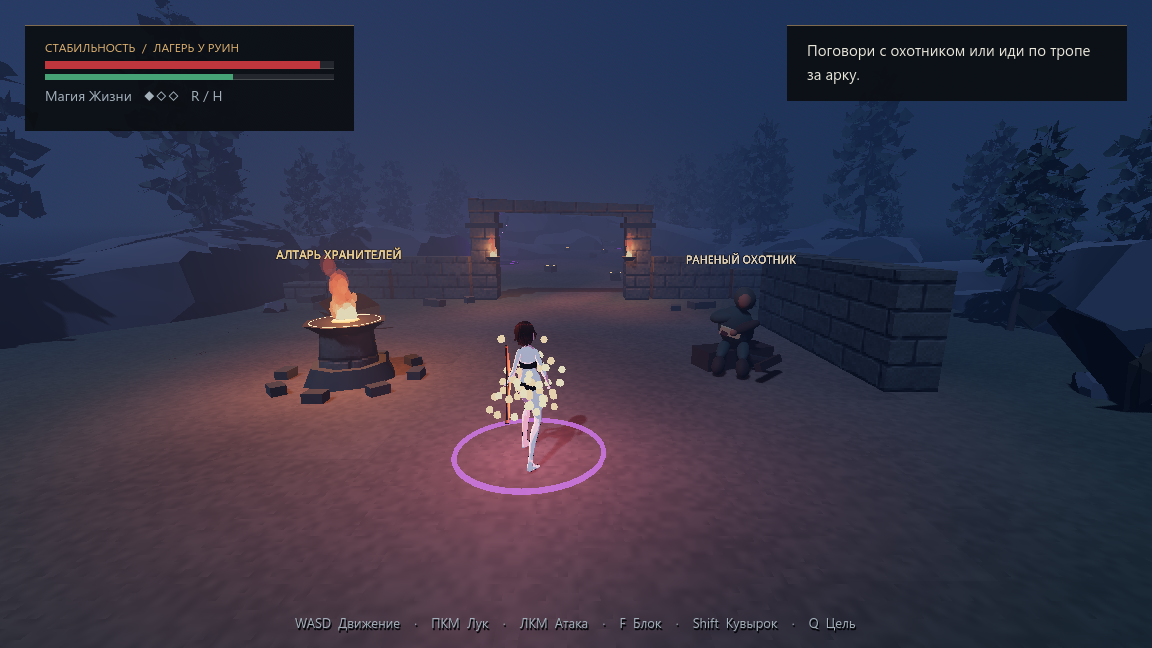 СТАБИЛЬНОСТЬ / ЛАГЕРЬ У РУИН
Магия Жизни ◆◇◇ R / H
Поговори с охотником или иди по тропе
за арку.
АЛТАРЬ ХРАНИТЕЛЕЙ
РАНЕНЫЙ ОХОТНИК
WASD Движение · ПКМ Лук · ЛКМ Атака · F Блок · Shift Кувырок · Q Цель